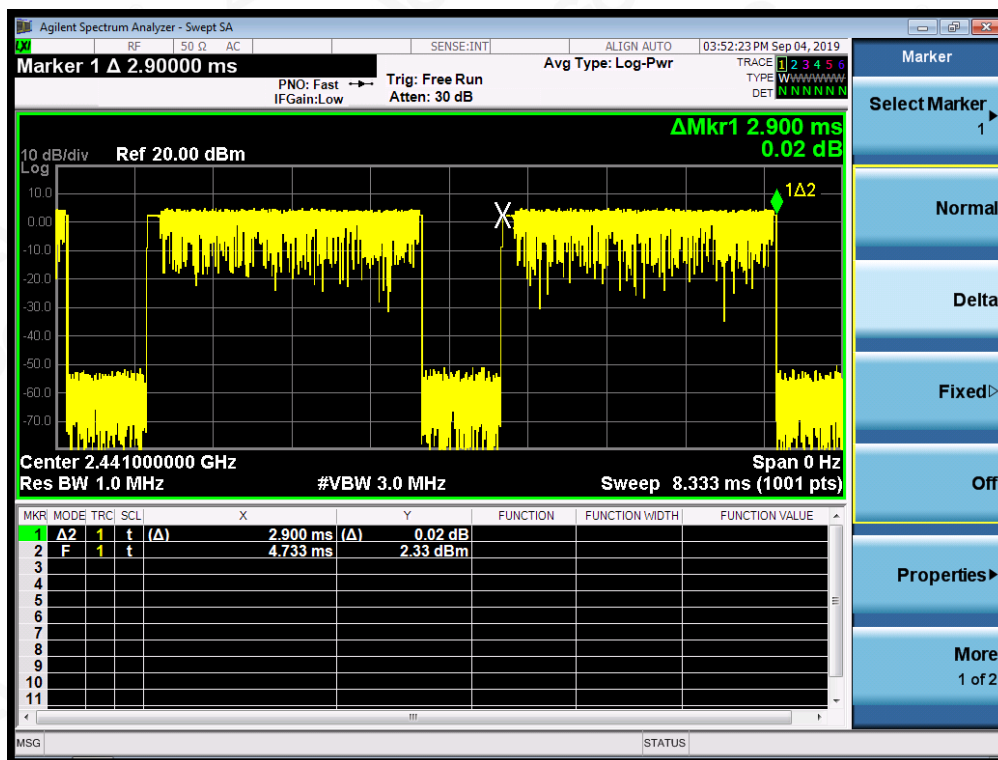 Agilent Spectrum Analyzer - Swept SA
LXI RF 50 Ω AC SENSE:INT ALIGN AUTO 03:52:23 PM Sep 04, 2019
Marker 1 Δ 2.90000 ms
PNO: Fast
IFGain:Low
Trig: Free Run
Atten: 30 dB
Avg Type: Log-Pwr
TRACE 1 2 3 4 5 6
TYPE WWWWWWW
DET N N N N N N
ΔMkr1 2.900 ms
0.02 dB
10 dB/div Ref 20.00 dBm
Log
10.0
0.00
-10.0
-20.0
-30.0
-40.0
-50.0
-60.0
-70.0
X
1Δ2
Center 2.441000000 GHz Span 0 Hz
Res BW 1.0 MHz #VBW 3.0 MHz Sweep 8.333 ms (1001 pts)
MKR MODE TRC SCL X Y FUNCTION FUNCTION WIDTH FUNCTION VALUE
1 Δ2 1 t (Δ) 2.900 ms (Δ) 0.02 dB
2 F 1 t 4.733 ms 2.33 dBm
3
4
5
6
7
8
9
10
11
MSG STATUS
Marker
Select Marker
1
Normal
Delta
Fixed
Off
Properties
More
1 of 2